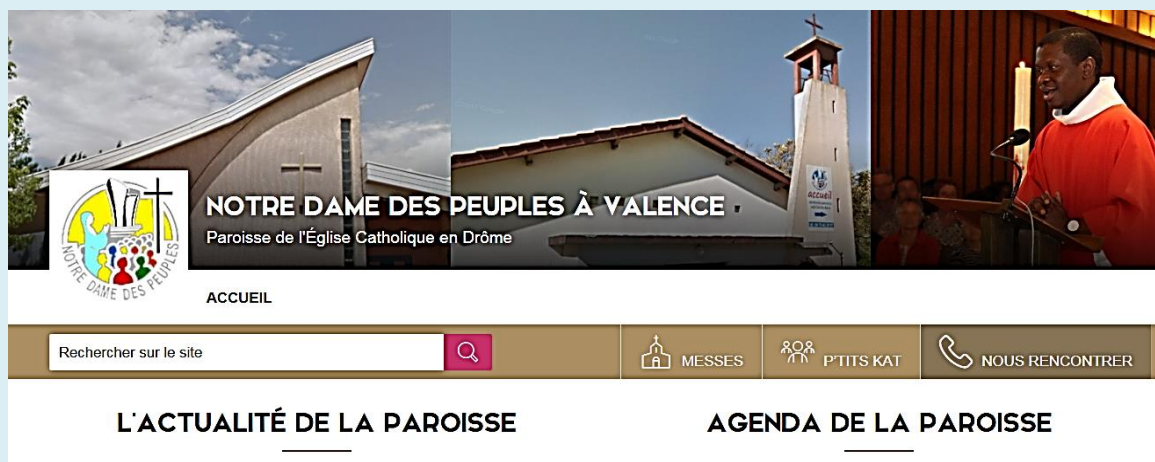 accueil
NOTRE DAME DES PEUPLES À VALENCE
Paroisse de l'Église Catholique en Drôme
NOTRE DAME DES PEUPLES
ACCUEIL
Rechercher sur le site
MESSES
P'TITS KAT
NOUS RENCONTRER
L'ACTUALITÉ DE LA PAROISSE
AGENDA DE LA PAROISSE